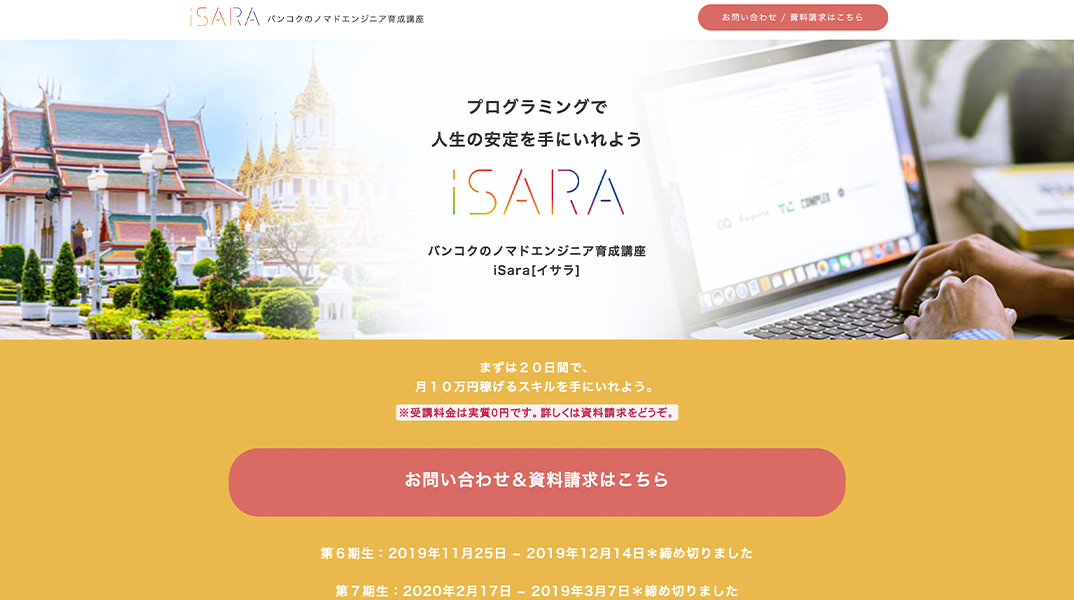 iSARA バンコクのノマドエンジニア育成講座
お問い合わせ / 資料請求はこちら
プログラミングで
人生の安定を手にいれよう
iSARA
バンコクのノマドエンジニア育成講座
iSara[イサラ]
GQ Esquire TC COMPLEX
まずは２０日間で、
月１０万円稼げるスキルを手にいれよう。
※受講料金は実質0円です。詳しくは資料請求をどうぞ。
お問い合わせ＆資料請求はこちら
第６期生：2019年11月25日 ~ 2019年12月14日＊締め切りました
第７期生：2020年2月17日 ~ 2019年3月7日＊締め切りました